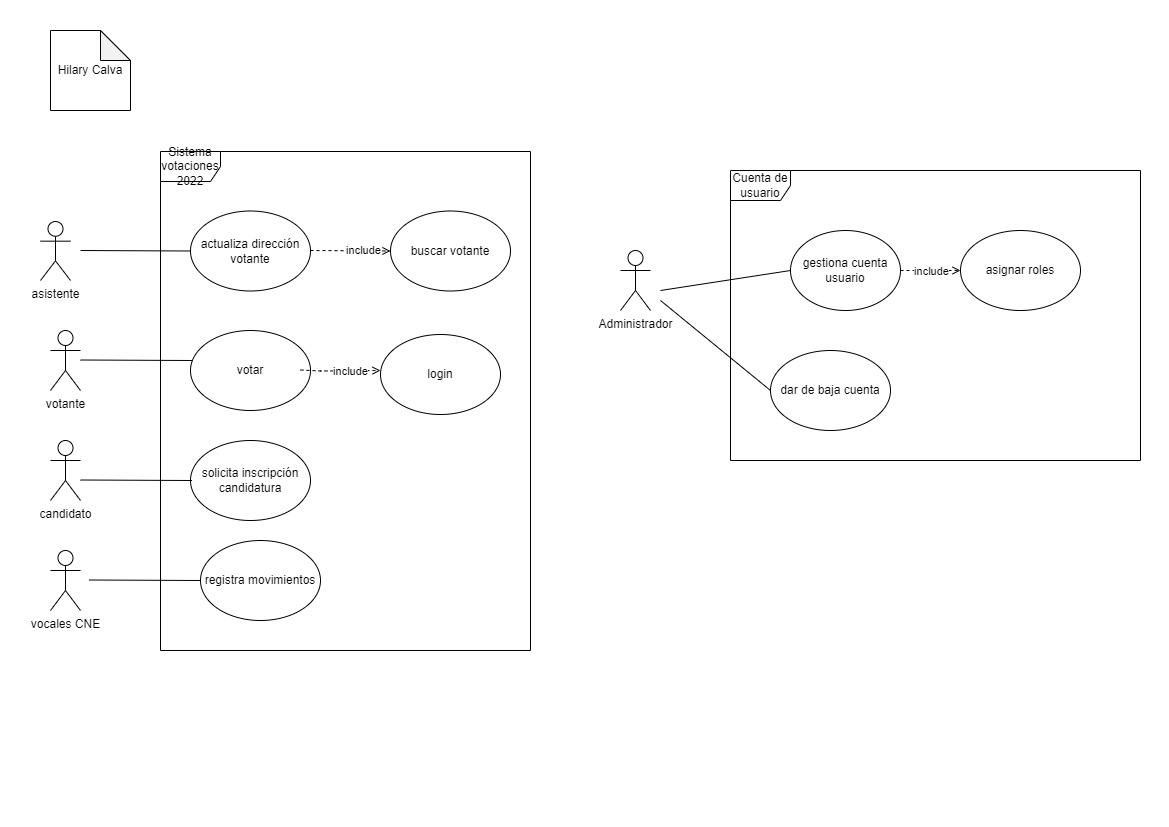 Hilary Calva
Sistema
votaciones
2022
actualiza dirección
votante
include
buscar votante
asistente
votar
include
login
votante
solicita inscripción
candidatura
candidato
registra movimientos
vocales CNE
Cuenta de
usuario
gestiona cuenta
usuario
include
asignar roles
Administrador
dar de baja cuenta